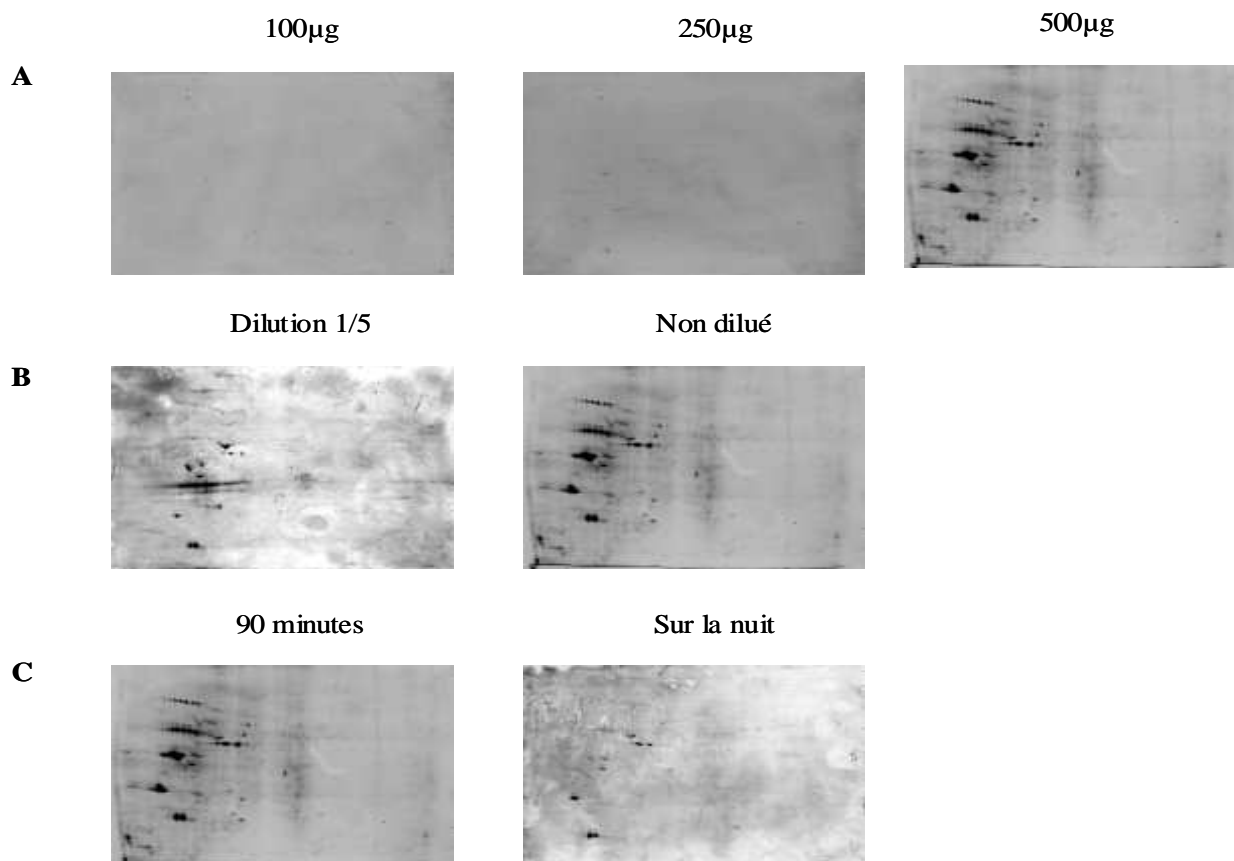 100µg 250µg 500µg
A
Dilution 1/5 Non dilué
B
90 minutes Sur la nuit
C